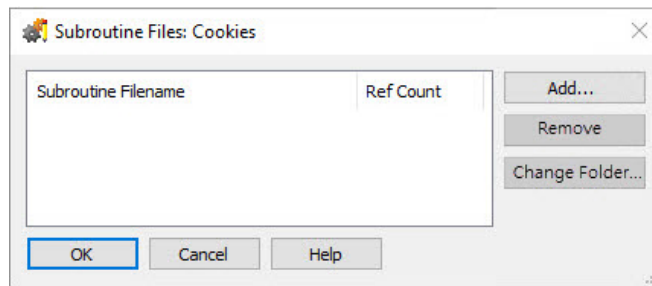 Subroutine Files: Cookies
Subroutine Filename Ref Count
Add...
Remove
Change Folder...
OK Cancel Help